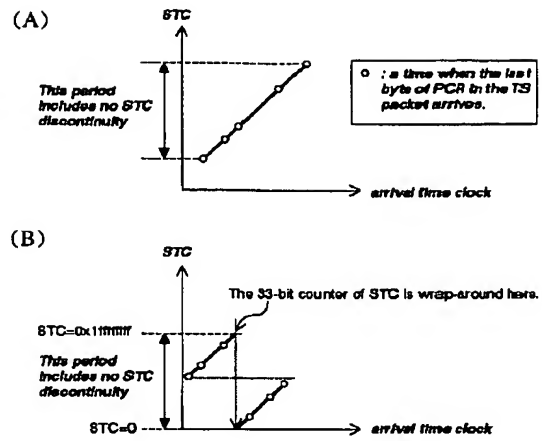 (A)
STC
This period
includes no STC
discontinuity
o : a time when the last
byte of PCR in the TS
packet arrives.
arrival time clock
(B)
STC
The 33-bit counter of STC is wrap-around here.
STC=0x1ffffffff
This period
includes no STC
discontinuity
STC=0
arrival time clock